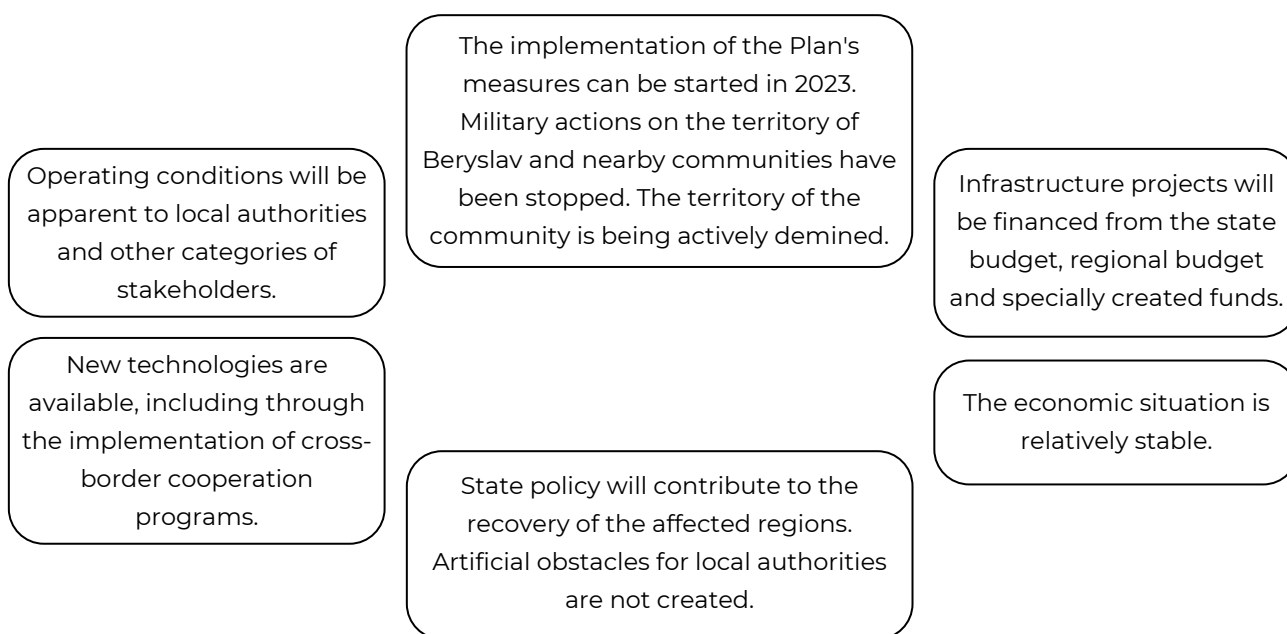 The implementation of the Plan's
measures can be started in 2023.
Military actions on the territory of
Beryslav and nearby communities have
been stopped. The territory of the
community is being actively demined.
Operating conditions will be
apparent to local authorities
and other categories of
stakeholders.
Infrastructure projects will
be financed from the state
budget, regional budget
and specially created funds.
New technologies are
available, including through
the implementation of cross-
border cooperation
programs.
The economic situation is
relatively stable.
State policy will contribute to the
recovery of the affected regions.
Artificial obstacles for local authorities
are not created.